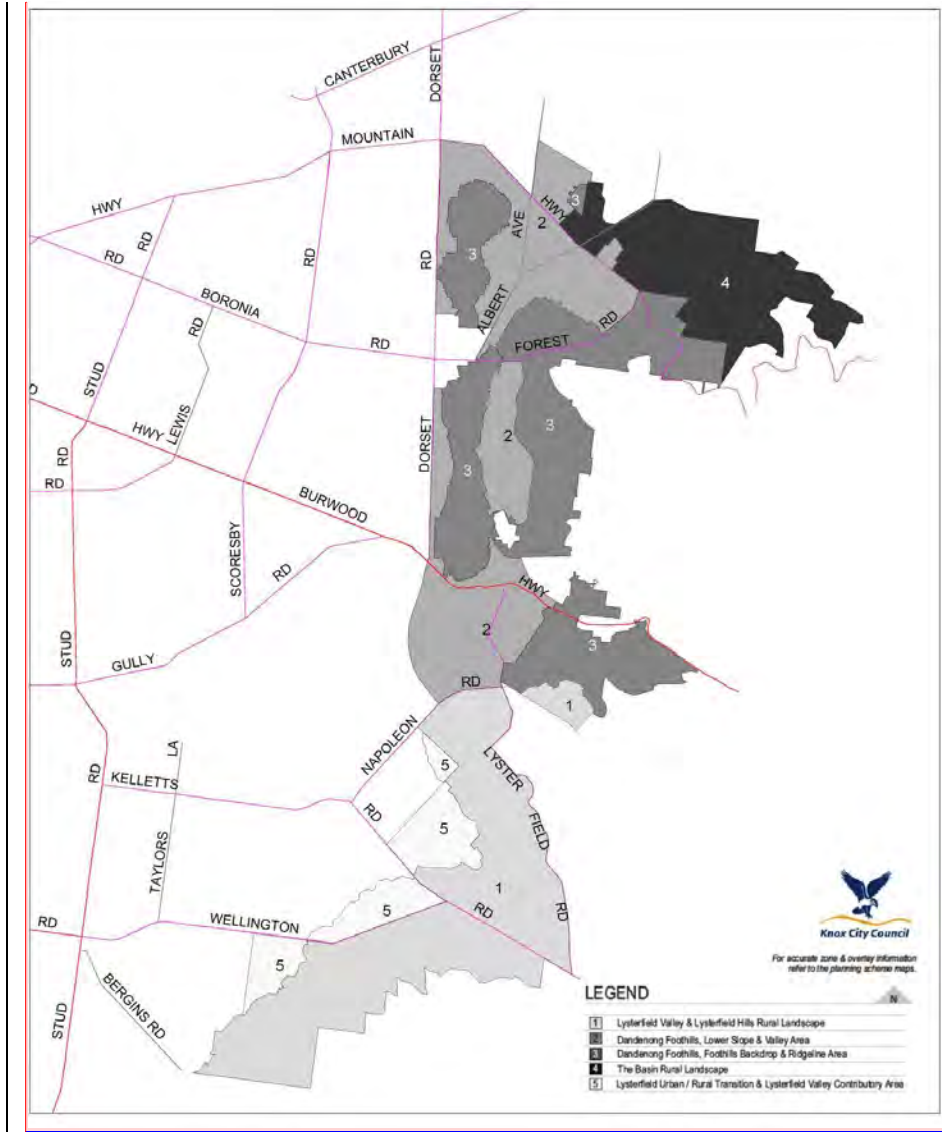 CANTERBURY
DORSET
MOUNTAIN
HWY
HWY
3
2
AVE
RD
RD
RD
RD
3
4
BORONIA
ALBERT
RD
RD
RD
FOREST
STUD
LEWIS
HWY
DORSET
2
3
3
RD
RD
BURWOOD
SCORESBY
RD
HWY
STUD
GULLY
2
3
RD
1
NAPOLEON
LYSTER
FIELD
LA
5
RD
KELLETTS
RD
5
TAYLORS
1
5
RD
RD
RD
WELLINGTON
5
BERGINS RD
STUD
Knox City Council
For accurate zone & overlay information
refer to the planning scheme maps.
LEGEND
N
1 Lysterfield Valley & Lysterfield Hills Rural Landscape
2 Dandenong Foothills, Lower Slope & Valley Area
3 Dandenong Foothills, Foothills Backdrop & Ridgeline Area
4 The Basin Rural Landscape
5 Lysterfield Urban / Rural Transition & Lysterfield Valley Contributory Area